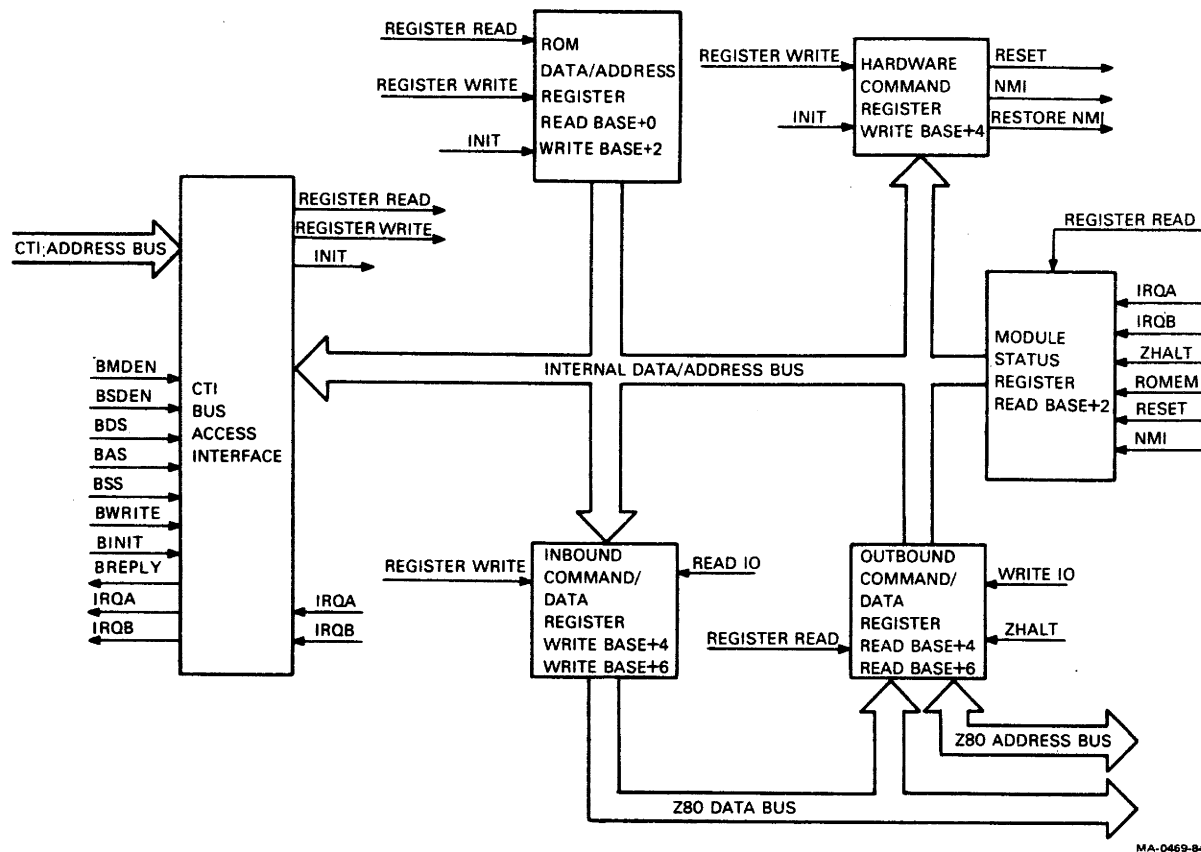 REGISTER READ
REGISTER WRITE
INIT
ROM
DATA/ADDRESS
REGISTER
READ BASE+0
WRITE BASE+2
REGISTER WRITE
INIT
HARDWARE
COMMAND
REGISTER
WRITE BASE+4
RESET
NMI
RESTORE NMI
CTI ADDRESS BUS
REGISTER READ
REGISTER WRITE
INIT
REGISTER READ
BMDEN
BSDEN
BDS
BAS
BSS
BWRITE
BINIT
BREPLY
IRQA
IRQB
CTI
BUS
ACCESS
INTERFACE
IRQA
IRQB
INTERNAL DATA/ADDRESS BUS
MODULE
STATUS
REGISTER
READ BASE+2
IRQA
IRQB
ZHALT
ROMEM
RESET
NMI
REGISTER WRITE
INBOUND
COMMAND/
DATA
REGISTER
WRITE BASE+4
WRITE BASE+6
READ IO
REGISTER READ
OUTBOUND
COMMAND/
DATA
REGISTER
READ BASE+4
READ BASE+6
WRITE IO
ZHALT
Z80 ADDRESS BUS
Z80 DATA BUS
MA-0469-84